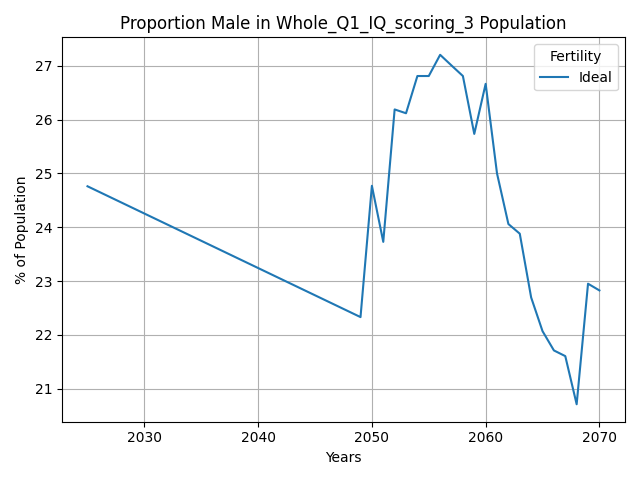 Proportion Male in Whole_Q1_IQ_scoring_3 Population
Fertility
Ideal
27
26
25
24
23
22
21
% of Population
2030
2040
2050
2060
2070
Years